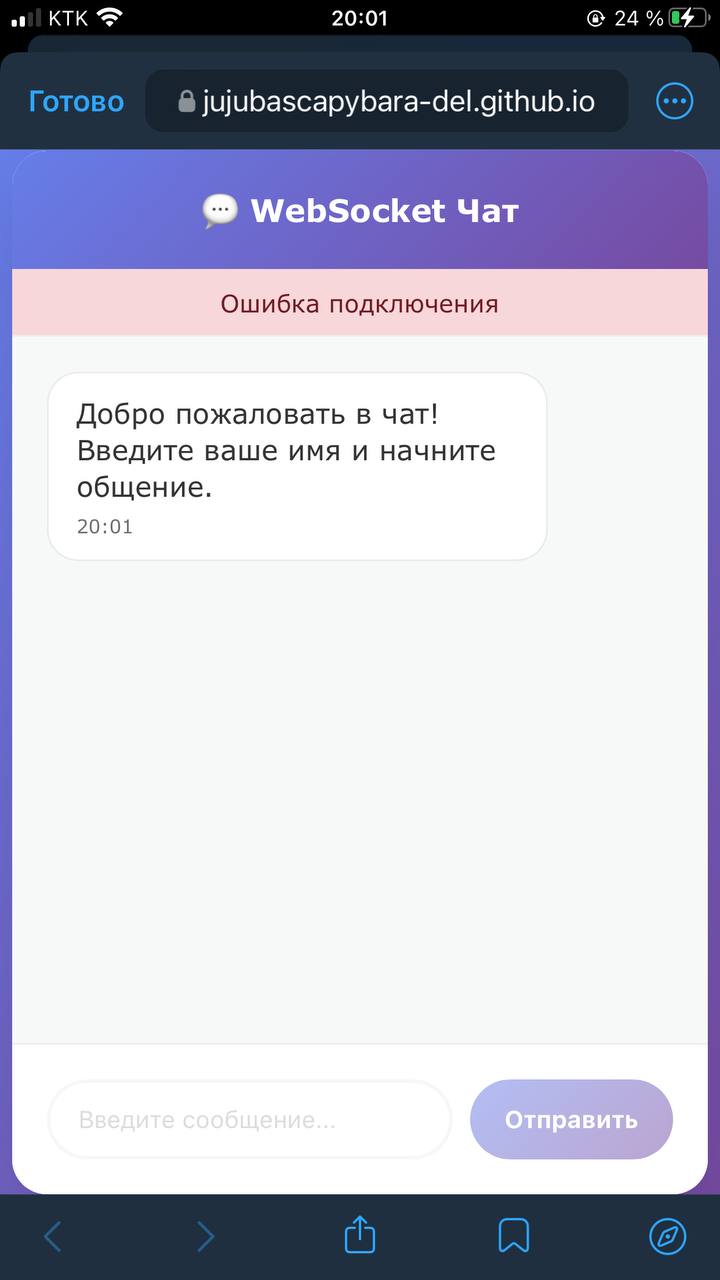 KTK 20:01 24 %
Готово jujubascapybara-del.github.io
WebSocket Чат
Ошибка подключения
Добро пожаловать в чат!
Введите ваше имя и начните
общение.
20:01
Введите сообщение... Отправить